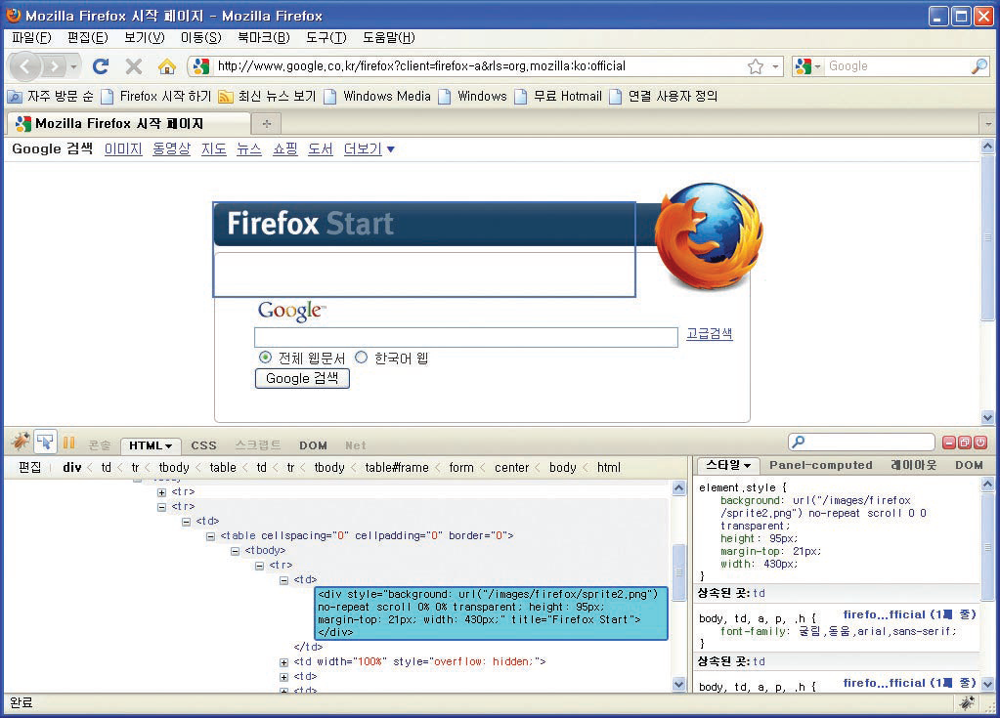 Mozilla Firefox 시작 페이지 - Mozilla Firefox
파일(F) 편집(E) 보기(V) 이동(S) 북마크(B) 도구(T) 도움말(H)
http://www.google.co.kr/firefox?client=firefox-a&rls=org.mozilla:ko:official Google
자주 방문 순 Firefox 시작 하기 최신 뉴스 보기 Windows Media Windows 무료 Hotmail 연결 사용자 정의
Mozilla Firefox 시작 페이지
Google 검색 이미지 동영상 지도 뉴스 쇼핑 도서 더보기 ▼
Firefox Start
Google™
고급검색
전체 웹문서 한국어 웹
Google 검색
콘솔 HTML CSS 스크립트 DOM Net
편집 div < td < tr < tbody < table < td < tr < tbody < table#frame < form < center < body < html
스타일 Panel-computed 레이아웃 DOM
<tr>
<tr>
<td>
<table cellspacing="0" cellpadding="0" border="0">
<tbody>
<tr>
<td>
<div style="background: url("/images/firefox/sprite2.png")
no-repeat scroll 0% 0% transparent; height: 95px;
margin-top: 21px; width: 430px;" title="Firefox Start">
</div>
</td>
<td width="100%" style="overflow: hidden;">
<td>
<td>
element.style {
background: url("/images/firefox
/sprite2.png") no-repeat scroll 0 0
transparent;
height: 95px;
margin-top: 21px;
width: 430px;
}
상속된 곳: td
body, td, a, p, .h { firefo...fficial (1째 줄)
font-family: 굴림,돋움,arial,sans-serif;
}
상속된 곳: td
body, td, a, p, .h { firefo...fficial (1째 줄)
완료